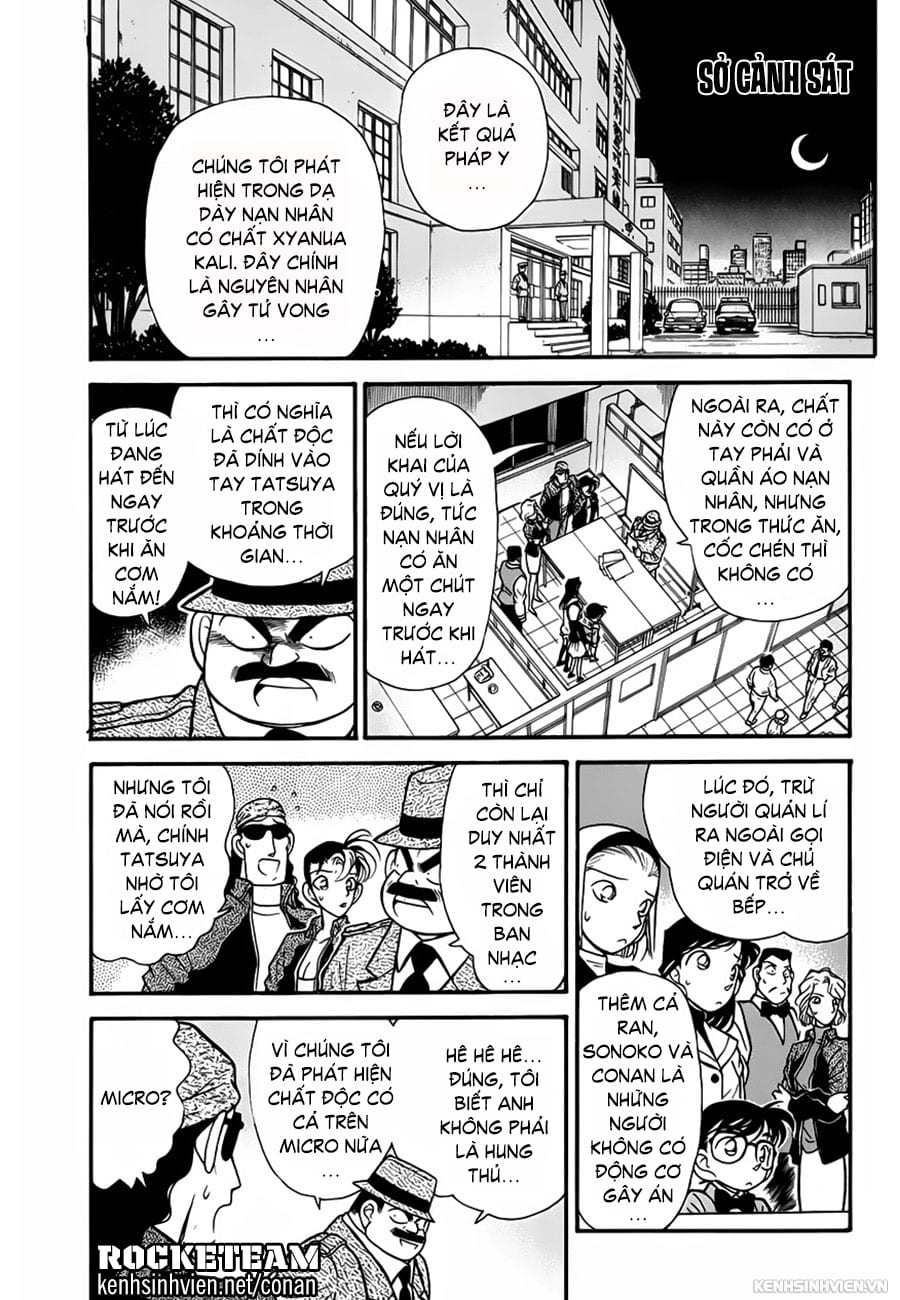 SỞ CẢNH SÁT
ĐÂY LÀ
KẾT QUẢ
PHÁP Y
...
CHÚNG TÔI PHÁT
HIỆN TRONG DẠ
DÀY NẠN NHÂN
CÓ CHẤT XYANUA
KALI. ĐÂY CHÍNH
LÀ NGUYÊN NHÂN
GÂY TỬ VONG
...
NGOÀI RA, CHẤT
NÀY CÒN CÓ Ở
TAY PHẢI VÀ
QUẦN ÁO NẠN
NHÂN, NHƯNG
TRONG THỨC ĂN,
CỐC CHÉN THÌ
KHÔNG CÓ
...
NẾU LỜI
KHAI CỦA
QUÝ VỊ LÀ
ĐÚNG, TỨC
NẠN NHÂN
CÓ ĂN
MỘT CHÚT
NGAY TRƯỚC
TRƯỚC KHI
HÁT...
THÌ CÓ NGHĨA
LÀ CHẤT ĐỘC
ĐÃ DÍNH VÀO
TAY TATSUYA
TRONG
KHOẢNG THỜI
GIAN...
TỪ LÚC
ĐANG
HÁT ĐẾN
NGAY
TRƯỚC
KHI ĂN
CƠM
NẮM!
LÚC ĐÓ, TRỪ
NGƯỜI QUẢN LÍ
RA NGOÀI GỌI
ĐIỆN VÀ CHỦ
QUÁN TRỞ VỀ
BẾP...
THÊM CẢ
RAN,
SONOKO VÀ
CONAN LÀ
NHỮNG
NGƯỜI
KHÔNG CÓ
ĐỘNG CƠ
GÂY ÁN
THÌ CHỈ
CÒN LẠI
DUY NHẤT
2 THÀNH
VIÊN
TRONG
BAN
NHẠC
...
NHƯNG TÔI
ĐÃ NÓI RỒI
MÀ, CHÍNH
TATSUYA
NHỜ TÔI
LẤY CƠM
NẮM...
HÊ HÊ HÊ...
ĐÚNG, TÔI
BIẾT ANH
KHÔNG PHẢI
LÀ HUNG
THỦ...
VÌ CHÚNG TÔI
ĐÃ PHÁT HIỆN
CHẤT ĐỘC CÓ
CẢ TRÊN
MICRO NỮA
...
MICRO?
ROCKETEAM
kenhsinhvien.net/conan
KENHSINHVIEN.VN